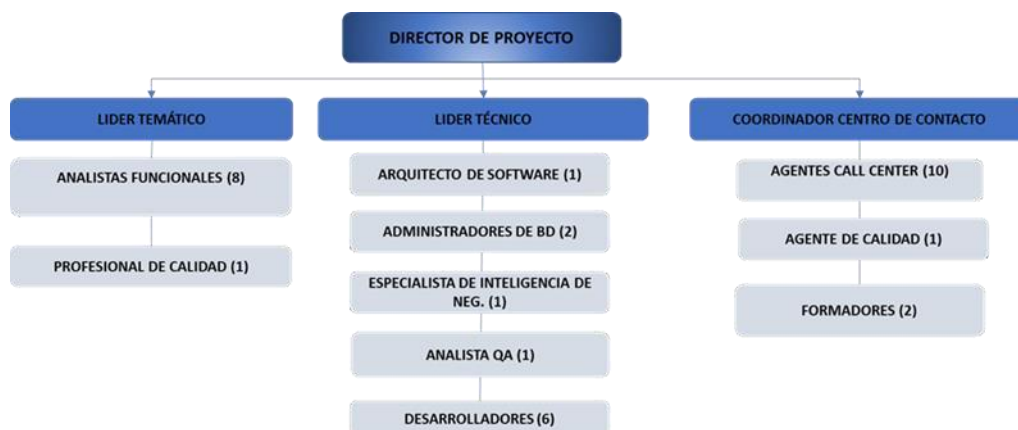 DIRECTOR DE PROYECTO
LIDER TEMÁTICO
LIDER TÉCNICO
COORDINADOR CENTRO DE CONTACTO
ANALISTAS FUNCIONALES (8)
PROFESIONAL DE CALIDAD (1)
ARQUITECTO DE SOFTWARE (1)
ADMINISTRADORES DE BD (2)
ESPECIALISTA DE INTELIGENCIA DE
NEG. (1)
ANALISTA QA (1)
DESARROLLADORES (6)
AGENTES CALL CENTER (10)
AGENTE DE CALIDAD (1)
FORMADORES (2)